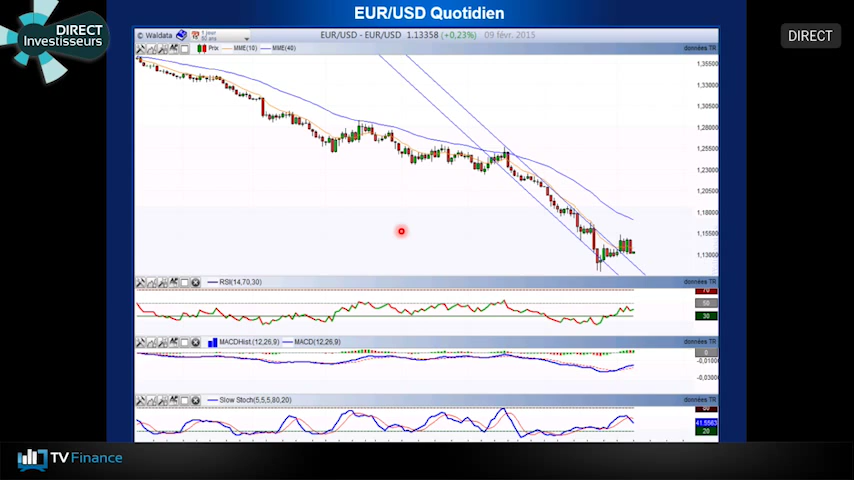 EUR/USD Quotidien
DIRECT
Investisseurs
DIRECT
© Waldata
1 jour
EUR/USD - EUR/USD 1.13358 (+0,23%) 09 févr. 2015
Prix MME(10) MME(40) données TR
1,35500
1,33000
1,30500
1,28000
1,25500
1,23000
1,20500
1,18000
1,15500
1,13000
RSI(14,70,30) données TR
70
50
30
MACDHist.(12,26,9) MACD(12,26,9) données TR
0
-0,0100
-0,0300
Slow Stoch(5,5,5,80,20) données TR
80
41,5563
20
TV Finance